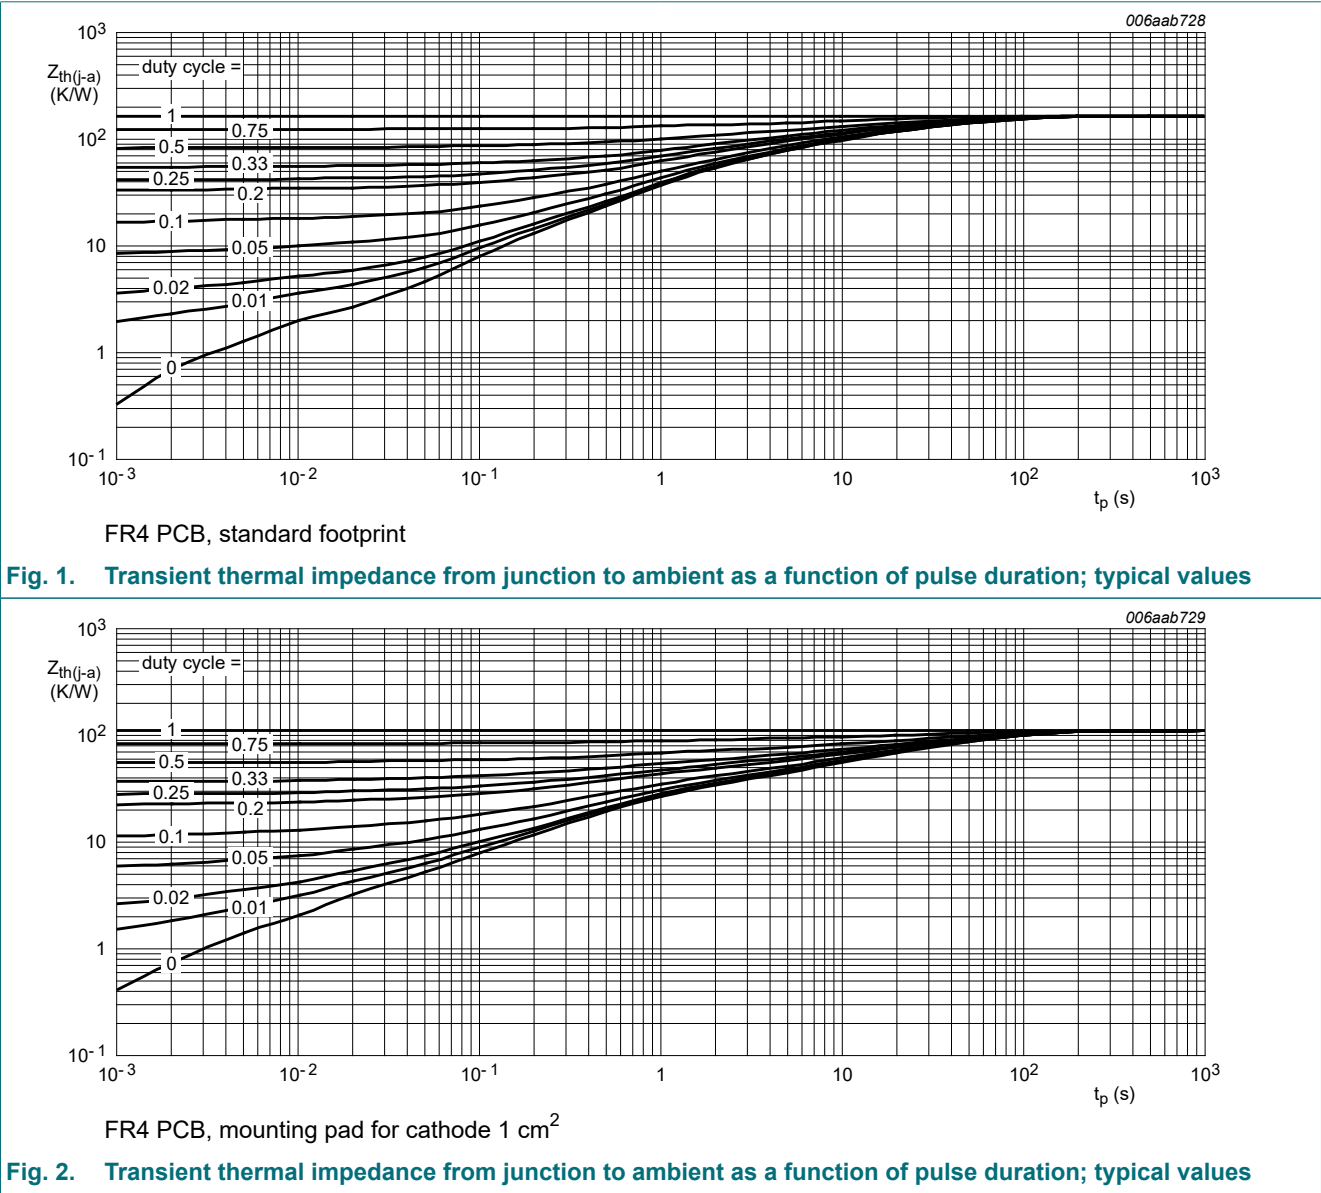 006aab728
10³
Z_th(j-a)
(K/W)
duty cycle =
1
0.75
10²
0.5
0.33
0.25
0.2
0.1
10
0.05
0.02
0.01
1
0
10⁻¹
10⁻³ 10⁻² 10⁻¹ 1 10 10² 10³
t_p (s)
FR4 PCB, standard footprint
Fig. 1. Transient thermal impedance from junction to ambient as a function of pulse duration; typical values
006aab729
10³
Z_th(j-a)
(K/W)
duty cycle =
1
10²
0.75
0.5
0.33
0.25
0.2
0.1
10
0.05
0.02
0.01
1
0
10⁻¹
10⁻³ 10⁻² 10⁻¹ 1 10 10² 10³
t_p (s)
FR4 PCB, mounting pad for cathode 1 cm²
Fig. 2. Transient thermal impedance from junction to ambient as a function of pulse duration; typical values